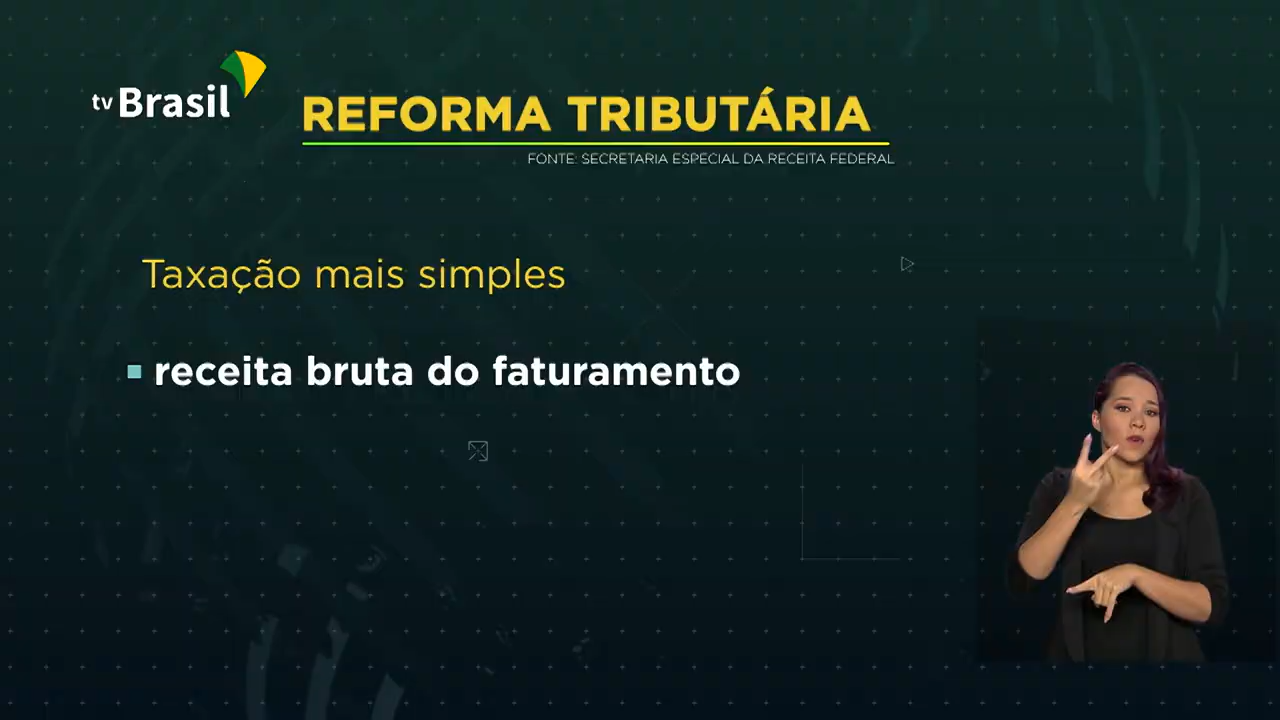 tv Brasil
REFORMA TRIBUTÁRIA
FONTE: SECRETARIA ESPECIAL DA RECEITA FEDERAL
Taxação mais simples
receita bruta do faturamento